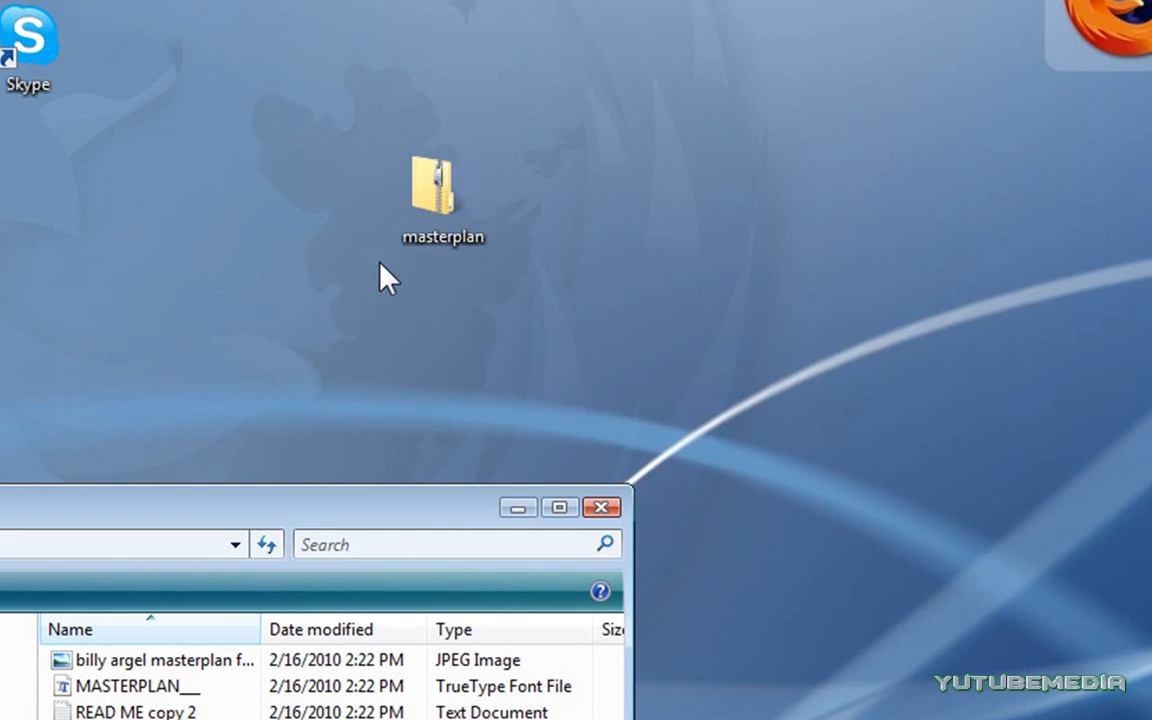 S
Skype
masterplan
Search
Name Date modified Type Siz
billy argel masterplan f... 2/16/2010 2:22 PM JPEG Image
MASTERPLAN___ 2/16/2010 2:22 PM TrueType Font File
READ ME copy 2 2/16/2010 2:22 PM Text Document
YUTUBEMEDIA